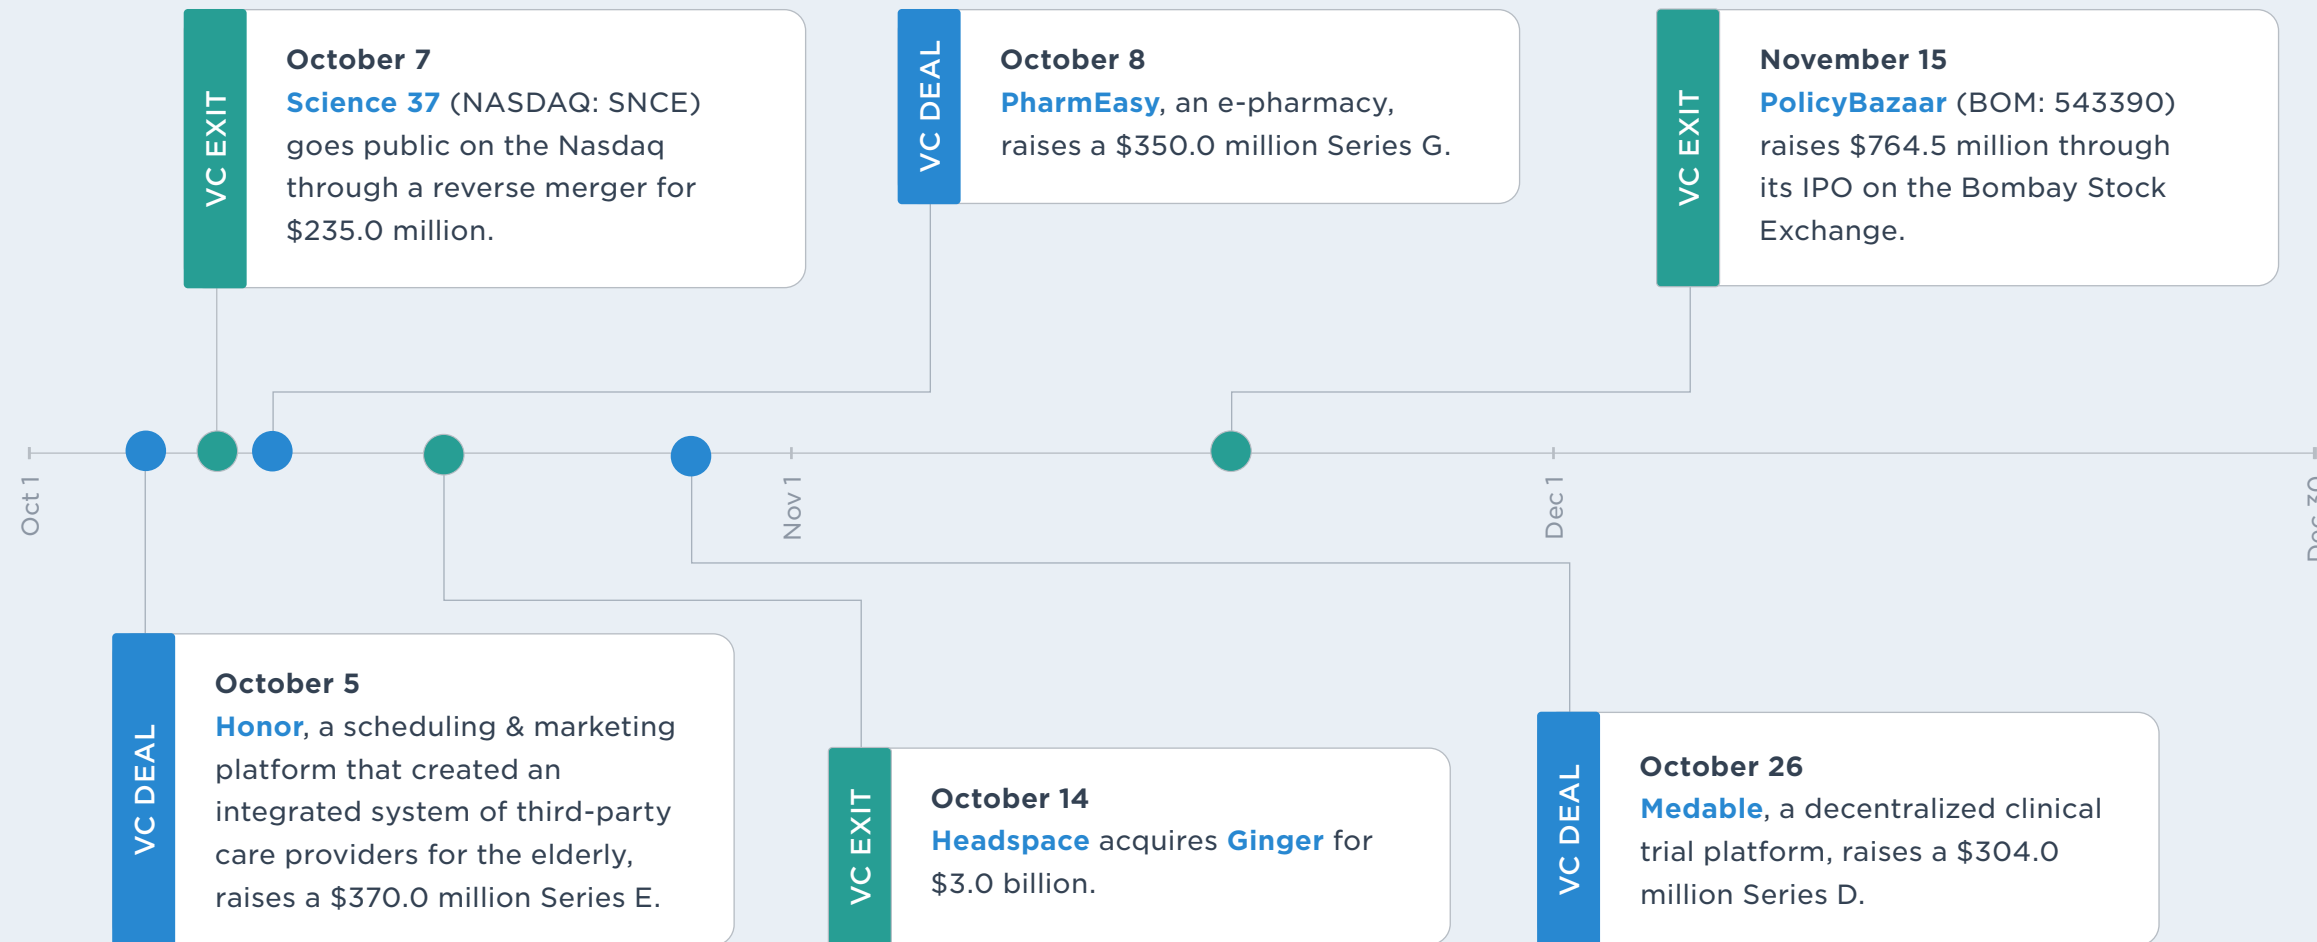 VC EXIT
October 7
Science 37 (NASDAQ: SNCE)
goes public on the Nasdaq
through a reverse merger for
$235.0 million.
VC DEAL
October 8
PharmEasy, an e-pharmacy,
raises a $350.0 million Series G.
VC EXIT
November 15
PolicyBazaar (BOM: 543390)
raises $764.5 million through
its IPO on the Bombay Stock
Exchange.
Oct 1
Nov 1
Dec 1
Dec 30
VC DEAL
October 5
Honor, a scheduling & marketing
platform that created an
integrated system of third-party
care providers for the elderly,
raises a $370.0 million Series E.
VC EXIT
October 14
Headspace acquires Ginger for
$3.0 billion.
VC DEAL
October 26
Medable, a decentralized clinical
trial platform, raises a $304.0
million Series D.